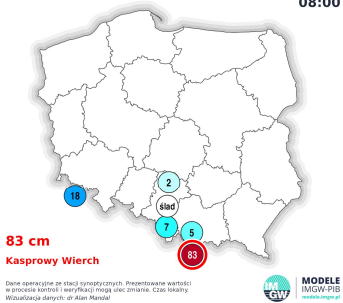 08:00
2
18
ślad
7
5
83
83 cm
Kasprowy Wierch
Dane operacyjne ze stacji synoptycznych. Prezentowane wartości
w procesie kontroli i weryfikacji mogą ulec zmianie. Czas lokalny.
Wizualizacja danych: dr Alan Mandal
IM
GW
MODELE
IMGW-PIB
modele.imgw.pl